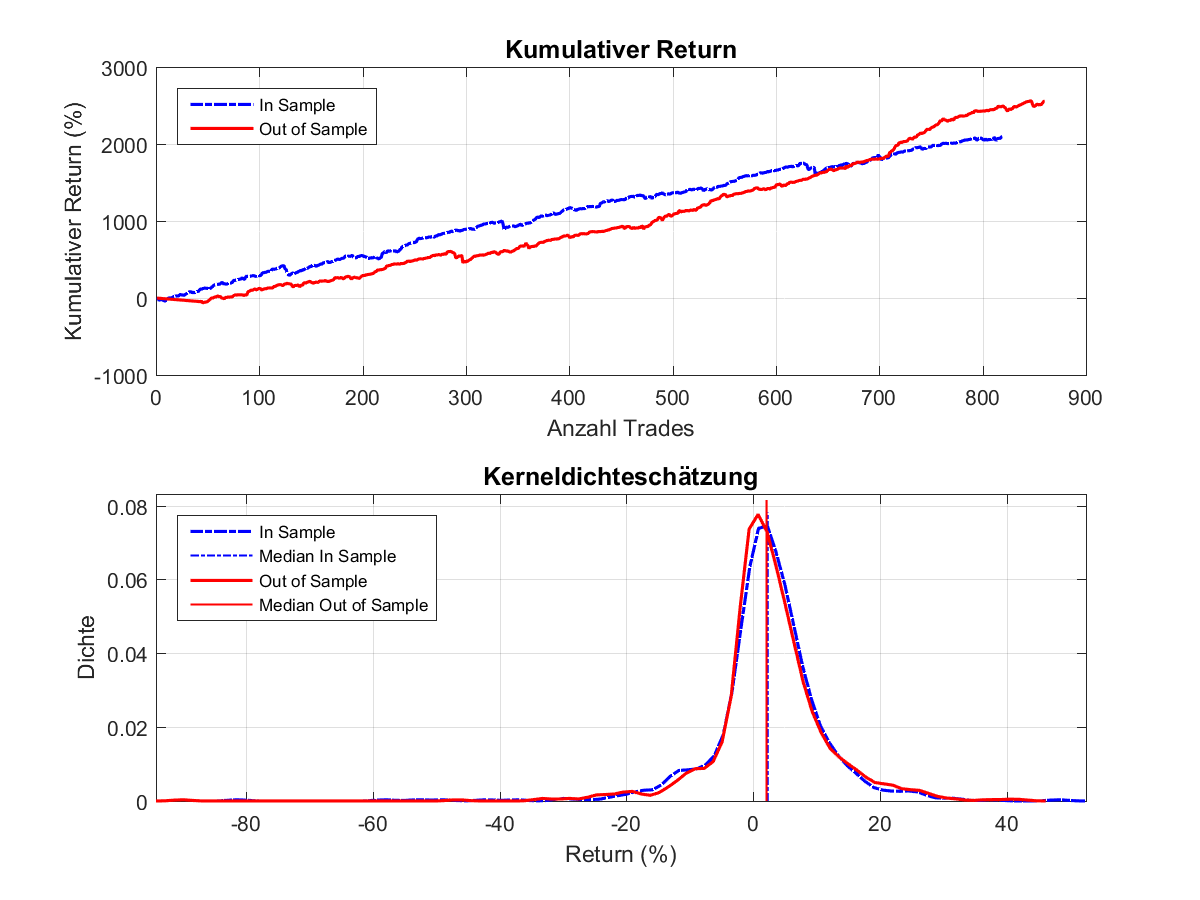 Kumulativer Return
Kumulativer Return (%)
3000
2000
1000
0
-1000
In Sample
Out of Sample
0 100 200 300 400 500 600 700 800 900
Anzahl Trades
Kerneldichteschätzung
Dichte
0.08
0.06
0.04
0.02
0
In Sample
Median In Sample
Out of Sample
Median Out of Sample
-80 -60 -40 -20 0 20 40
Return (%)